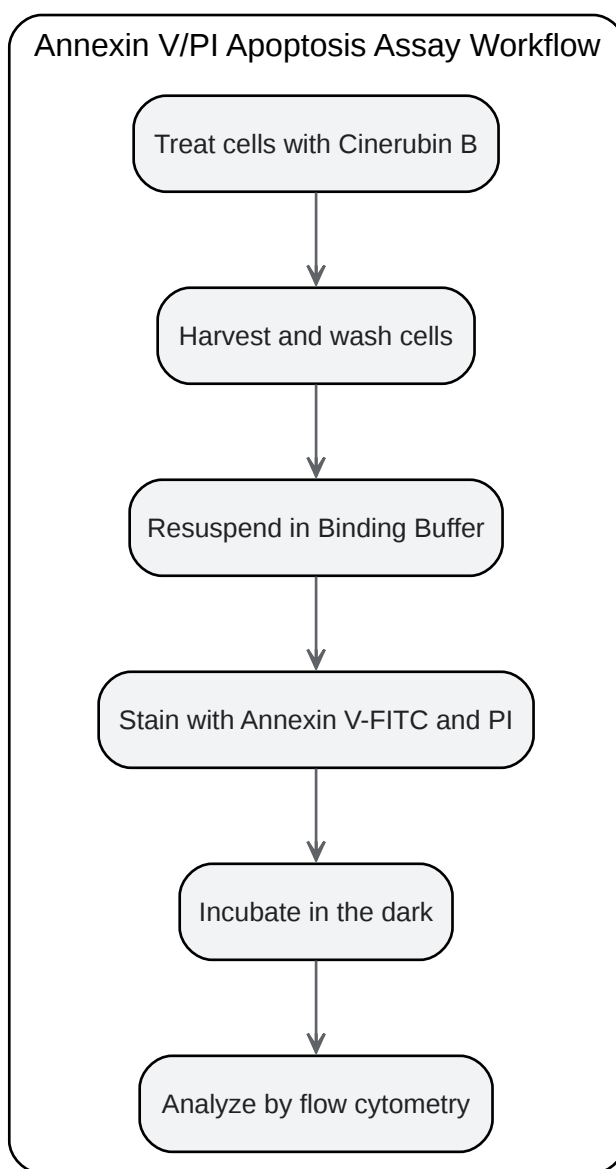 Annexin V/PI Apoptosis Assay Workflow
Treat cells with Cinerubin B
Harvest and wash cells
Resuspend in Binding Buffer
Stain with Annexin V-FITC and PI
Incubate in the dark
Analyze by flow cytometry